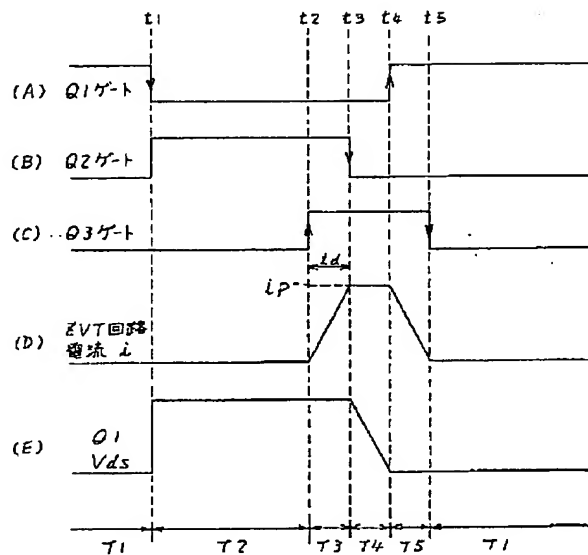 t1 t2 t3 t4 t5
(A) Q1ゲート
(B) Q2ゲート
(C) Q3ゲート
td
ip
(D) ZVT回路
電流 i
(E) Q1
Vds
T1 T2 T3 T4 T5 T1